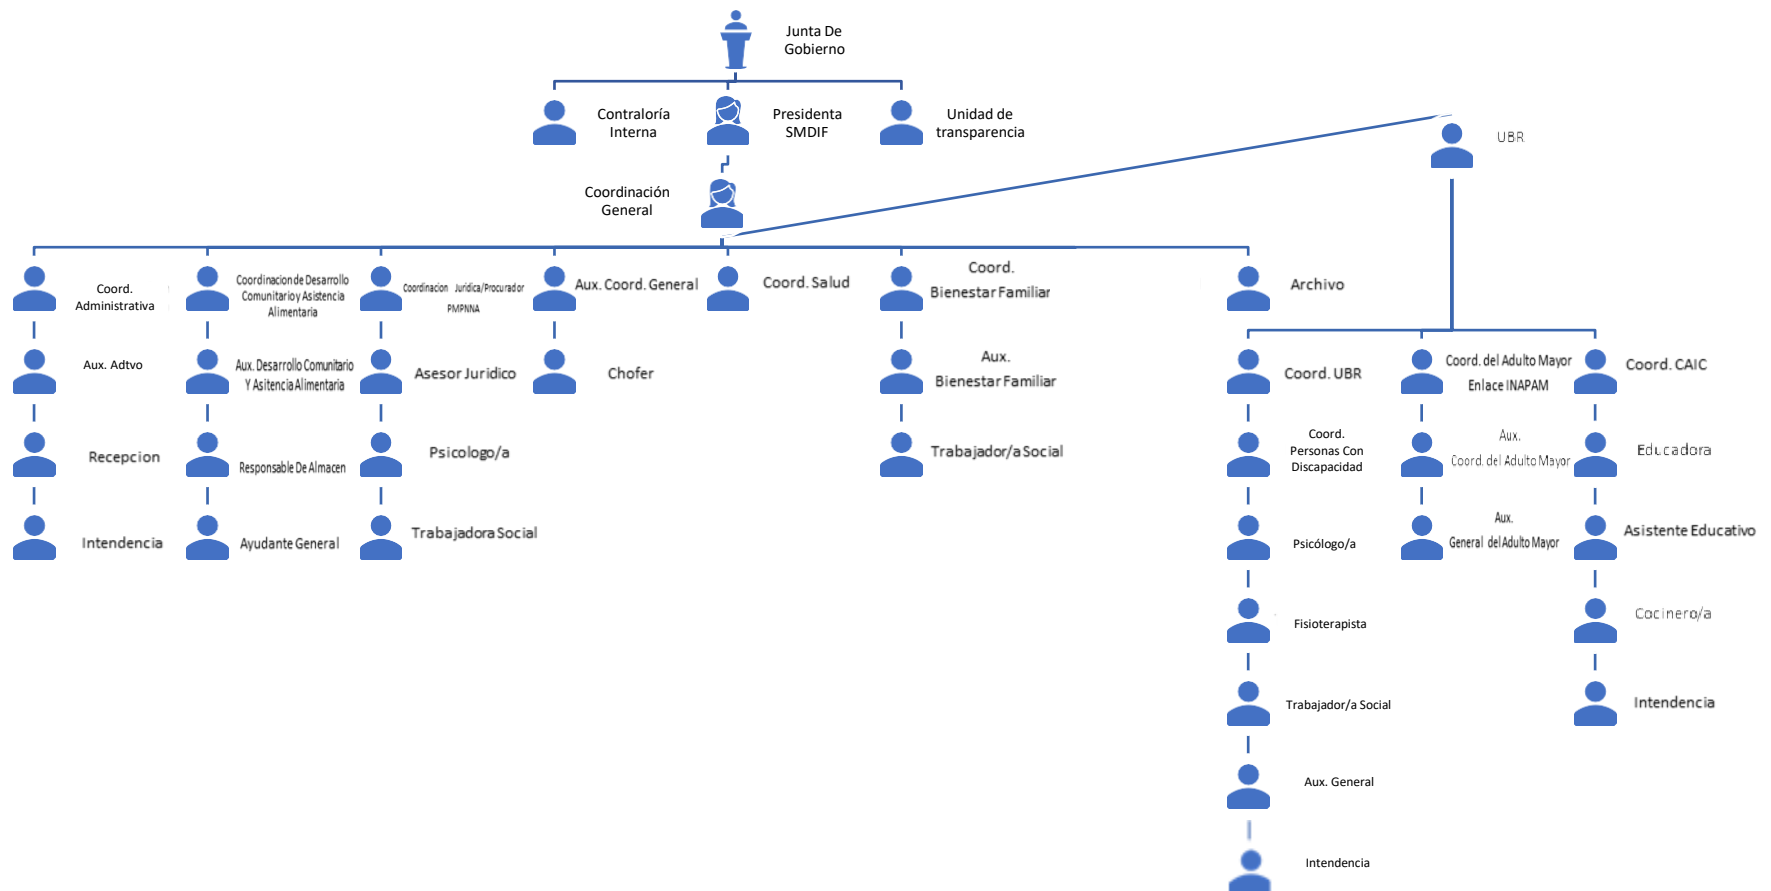 Junta De
Gobierno
Contraloría
Interna
Presidenta
SMDIF
Unidad de
transparencia
UBR
Coordinación
General
Coord.
Administrativa
Coordinacion de Desarrollo
Comunitario y Asistencia
Alimentaria
Coordinacion Juridica/Procurador
PMPNNA
Aux. Coord. General
Coord. Salud
Coord.
Bienestar Familiar
Archivo
Aux. Adtvo
Aux. Desarrollo Comunitario
Y Asitencia Alimentaria
Asesor Juridico
Chofer
Aux.
Bienestar Familiar
Coord. UBR
Coord. del Adulto Mayor
Enlace INAPAM
Coord. CAIC
Recepcion
Responsable De Almacen
Psicologo/a
Trabajador/a Social
Coord.
Personas Con
Discapacidad
Aux.
Coord. del Adulto Mayor
Educadora
Intendencia
Ayudante General
Trabajadora Social
Psicólogo/a
Aux.
General del Adulto Mayor
Asistente Educativo
Fisioterapista
Cocinero/a
Trabajador/a Social
Intendencia
Aux. General
Intendencia